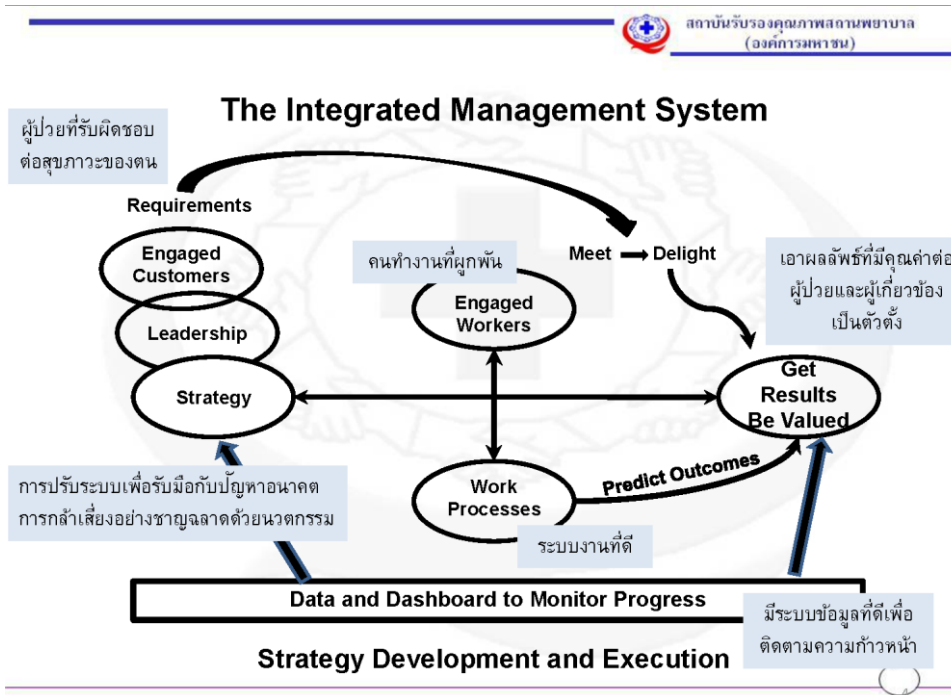 สถาบันรับรองคุณภาพสถานพยาบาล
(องค์การมหาชน)
The Integrated Management System
ผู้ป่วยที่รับผิดชอบ
ต่อสุขภาวะของตน
Requirements
Engaged
Customers
Leadership
Strategy
คนทำงานที่ผูกพัน
Engaged
Workers
Meet
Delight
เอาผลลัพธ์ที่มีคุณค่าต่อ
ผู้ป่วยและผู้เกี่ยวข้อง
เป็นตัวตั้ง
Get
Results
Be Valued
การปรับระบบเพื่อรับมือกับปัญหาอนาคต
การกล้าเสี่ยงอย่างชาญฉลาดด้วยนวตกรรม
Work
Processes
Predict Outcomes
ระบบงานที่ดี
Data and Dashboard to Monitor Progress
มีระบบข้อมูลที่ดีเพื่อ
ติดตามความก้าวหน้า
Strategy Development and Execution